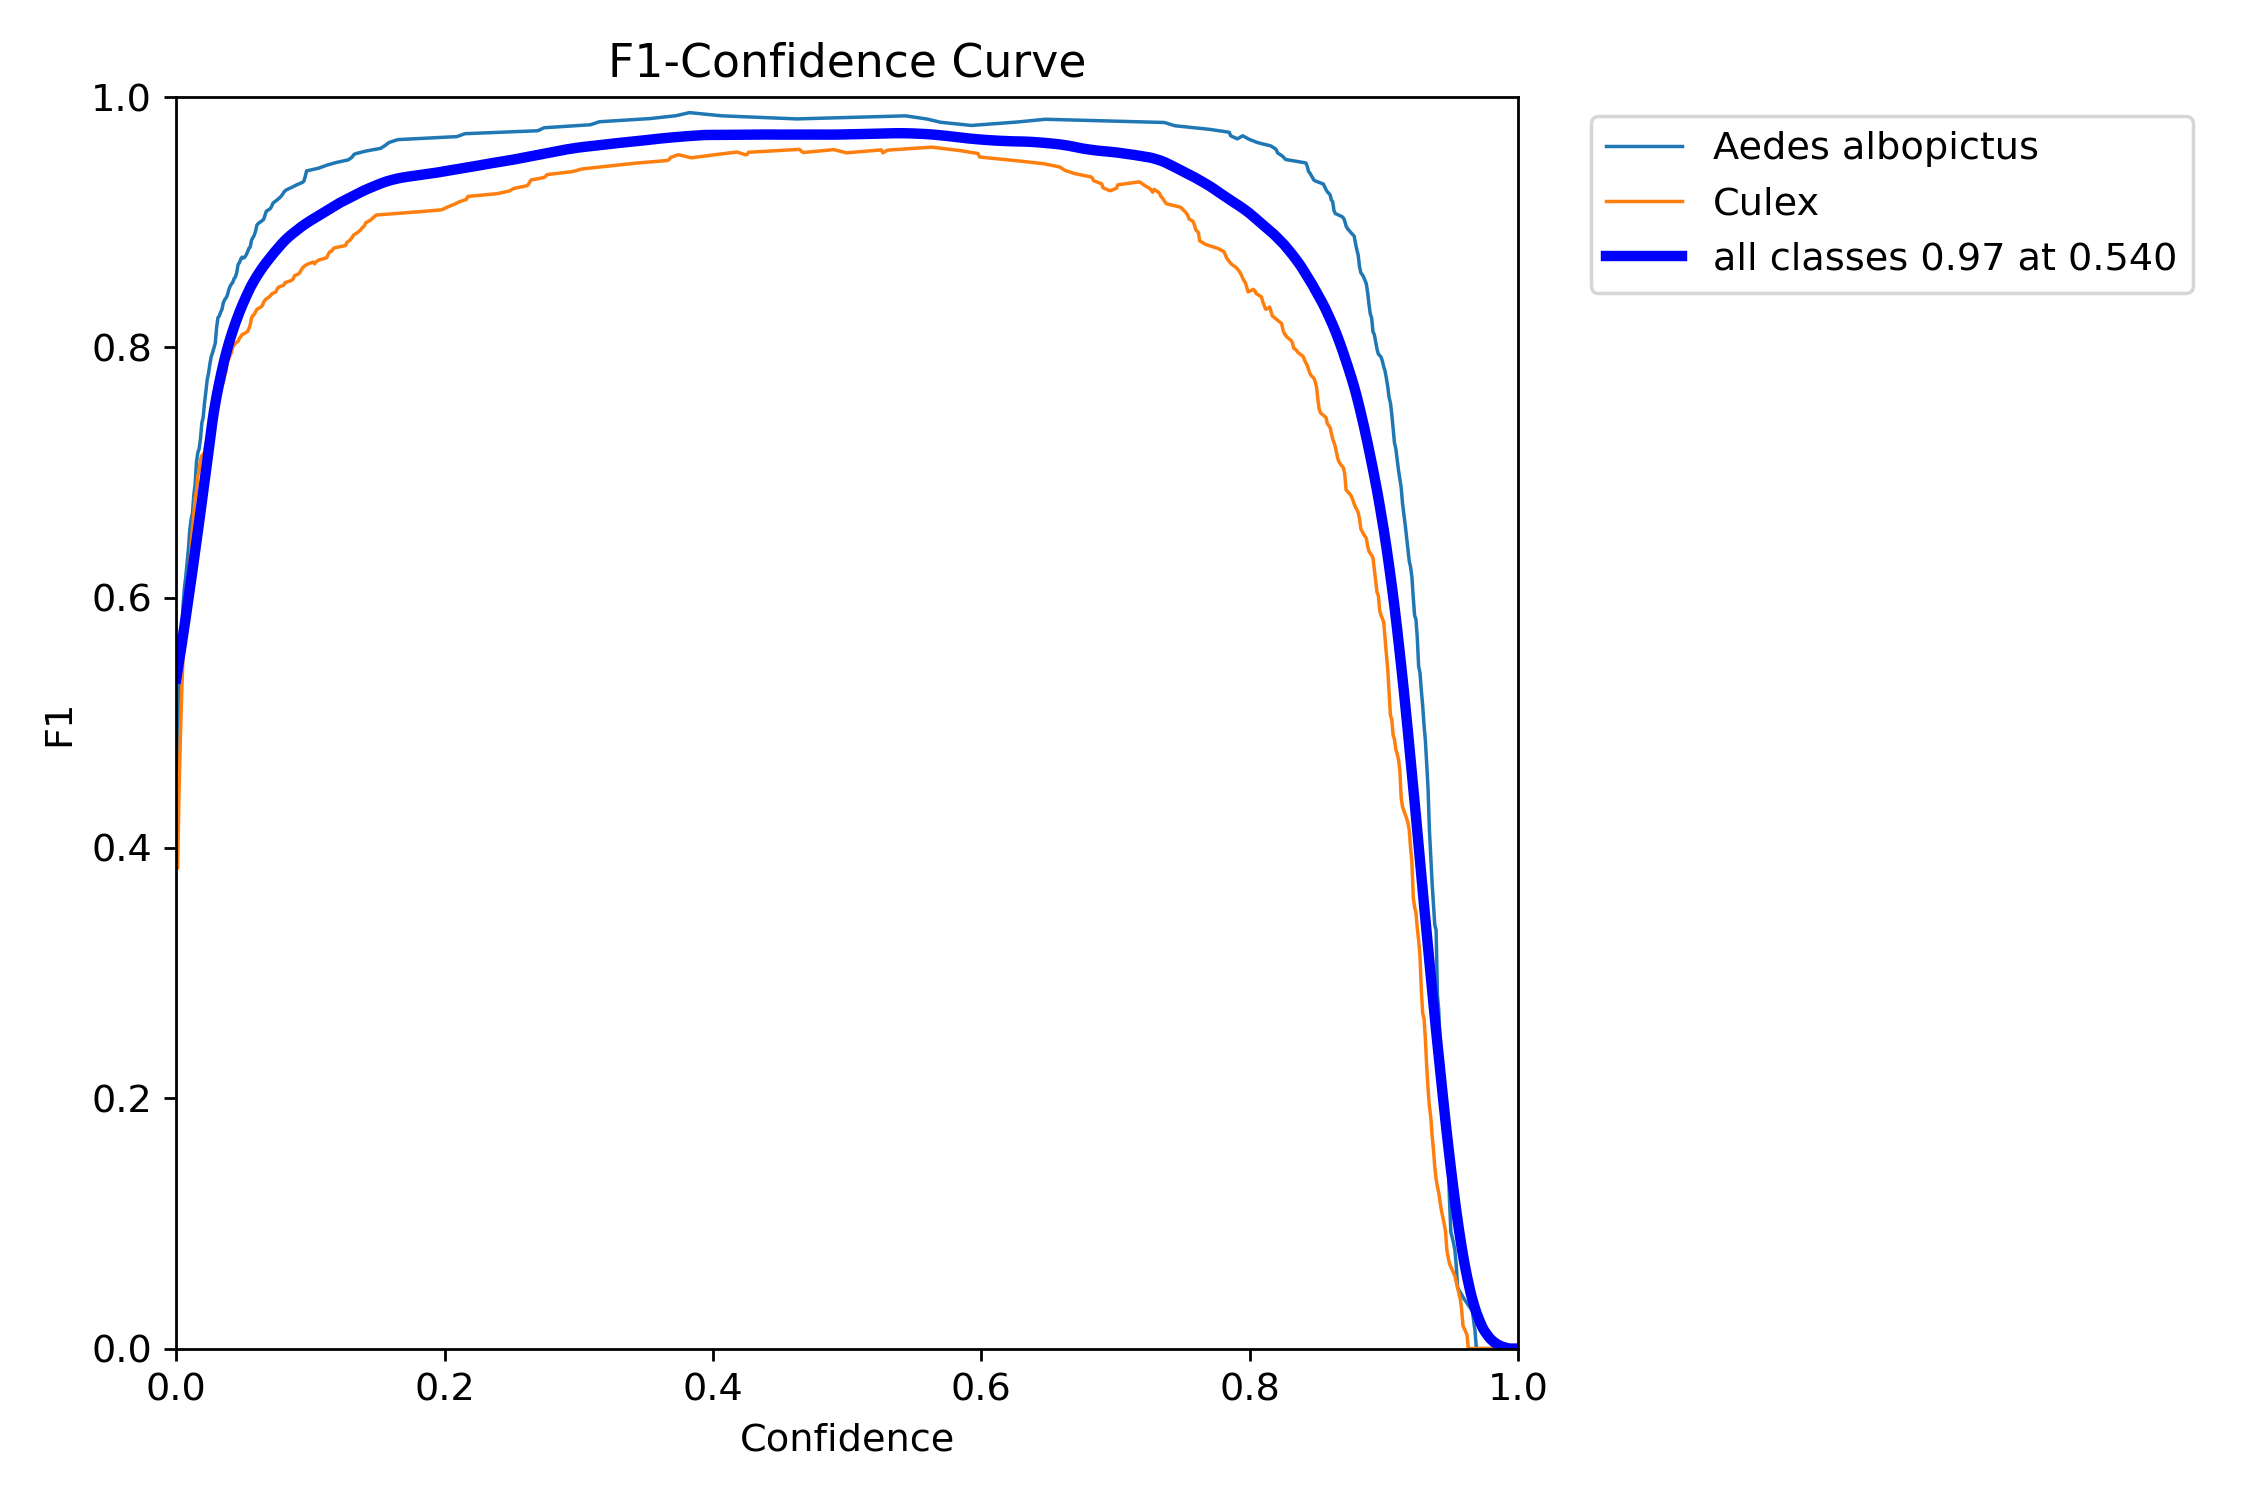 F1-Confidence Curve
1.0
0.8
0.6
0.4
0.2
0.0
F1
0.0 0.2 0.4 0.6 0.8 1.0
Confidence
Aedes albopictus
Culex
all classes 0.97 at 0.540